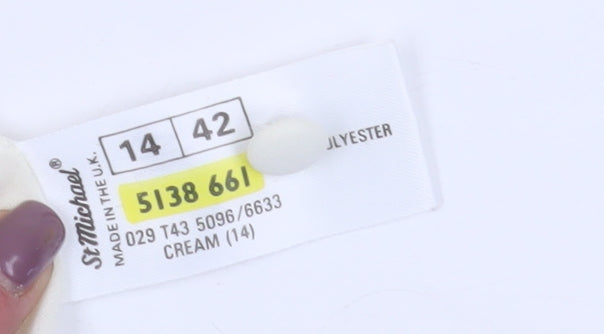 St Michael®
MADE IN THE U.K.
14 42
5138 661
029 T43 5096/6633
CREAM (14)